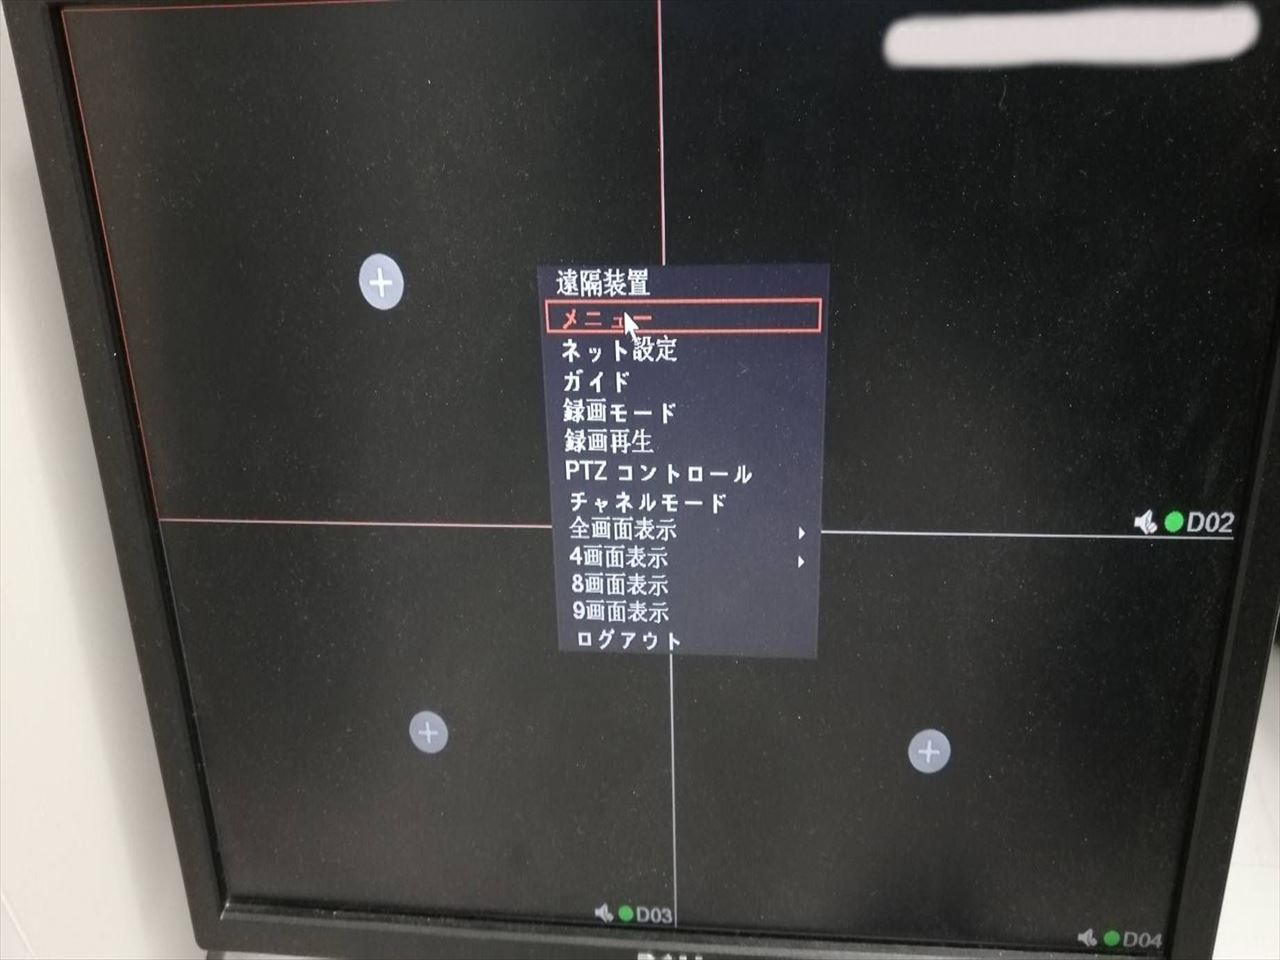 遠隔装置
メニュー
ネット設定
ガイド
録画モード
録画再生
PTZ コントロール
チャネルモード
全画面表示
4画面表示
8画面表示
9画面表示
ログアウト
D02
D03
D04